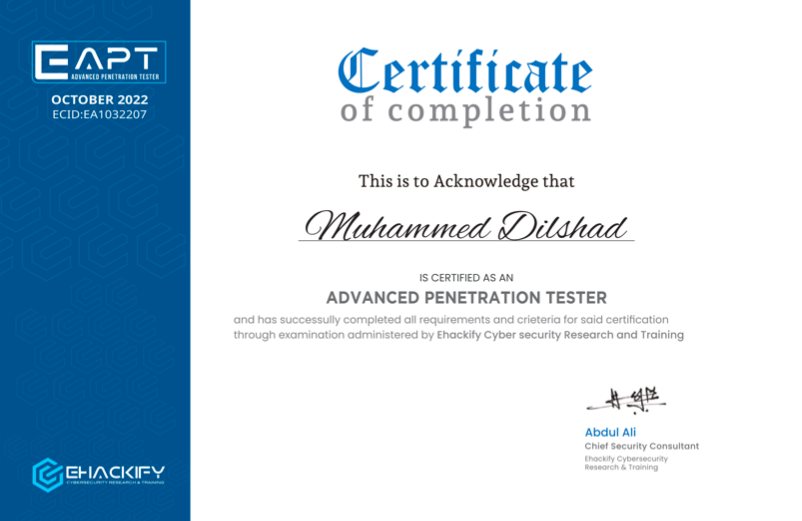 EAPT
ADVANCED PENETRATION TESTER
OCTOBER 2022
ECID:EA1032207
Certificate
of completion
This is to Acknowledge that
Muhammed Dilshad
IS CERTIFIED AS AN
ADVANCED PENETRATION TESTER
and has successully completed all requirements and crieteria for said certification
through examination administered by Ehackify Cyber security Research and Training
Abdul Ali
Chief Security Consultant
Ehackify Cybersecurity
Research & Training
EHACKIFY
CYBERSECURITY RESEARCH & TRAINING